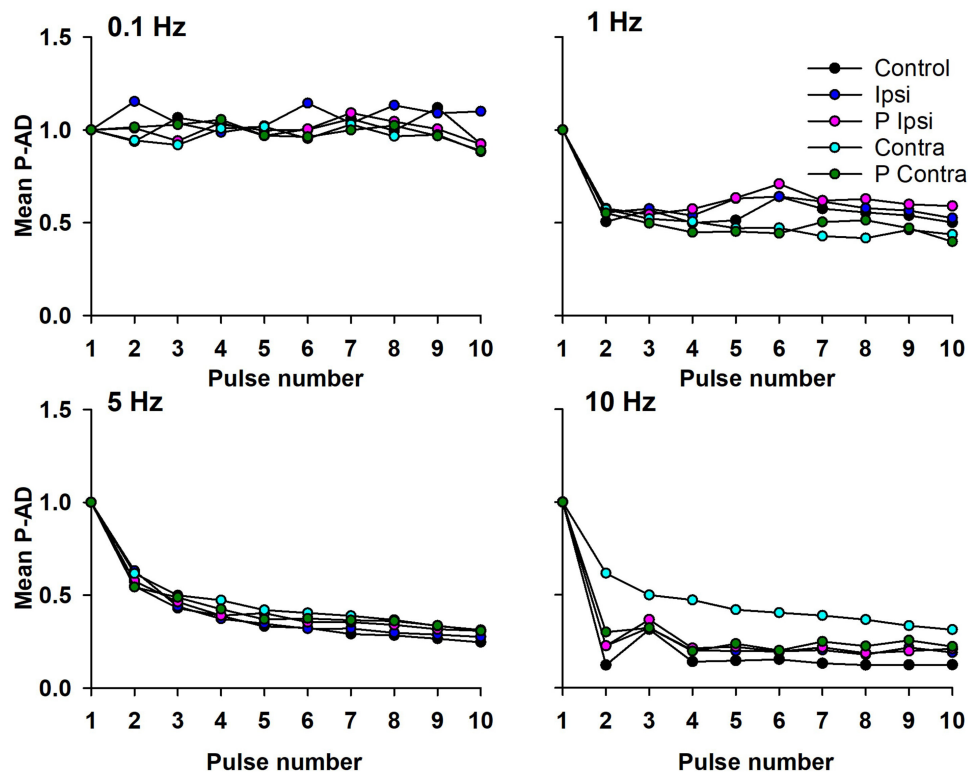 0.1 Hz
1.5
1.0
0.5
0.0
Mean P-AD
1 2 3 4 5 6 7 8 9 10
Pulse number
1 Hz
1.5
1.0
0.5
0.0
Control
Ipsi
P Ipsi
Contra
P Contra
1 2 3 4 5 6 7 8 9 10
Pulse number
5 Hz
1.5
1.0
0.5
0.0
Mean P-AD
1 2 3 4 5 6 7 8 9 10
Pulse number
10 Hz
1.5
1.0
0.5
0.0
1 2 3 4 5 6 7 8 9 10
Pulse number